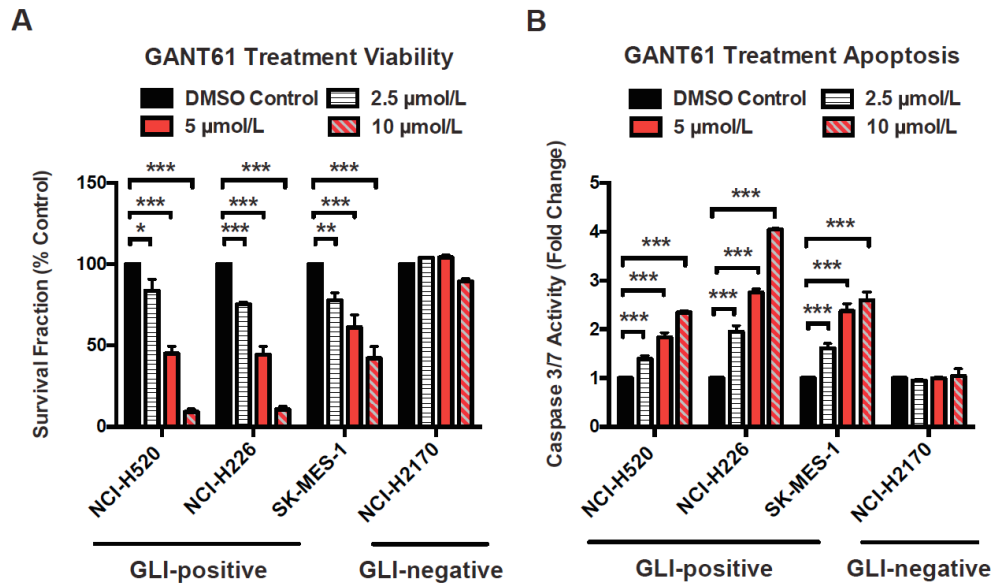 A
GANT61 Treatment Viability
DMSO Control
2.5 µmol/L
5 µmol/L
10 µmol/L
Survival Fraction (% Control)
150
100
50
0
***
***
*
***
***
***
***
***
**
NCI-H520
NCI-H226
SK-MES-1
NCI-H2170
GLI-positive
GLI-negative
B
GANT61 Treatment Apoptosis
DMSO Control
2.5 µmol/L
5 µmol/L
10 µmol/L
Caspase 3/7 Activity (Fold Change)
5
4
3
2
1
0
***
***
***
***
***
***
***
***
***
NCI-H520
NCI-H226
SK-MES-1
NCI-H2170
GLI-positive
GLI-negative